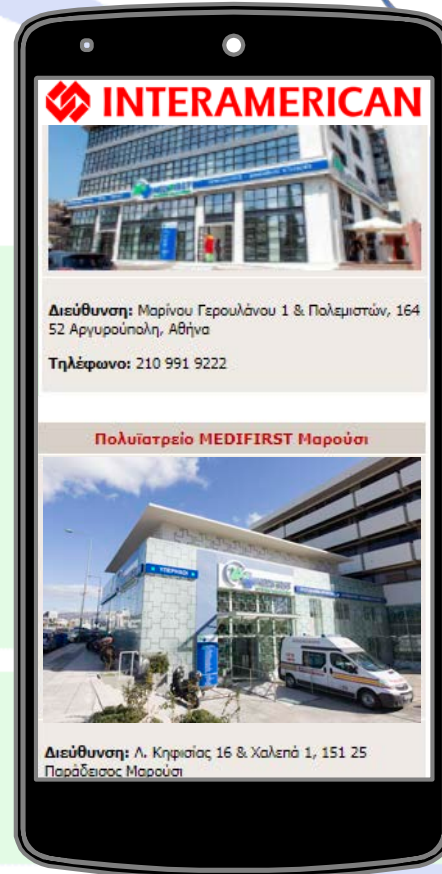 INTERAMERICAN
Διεύθυνση: Μαρίνου Γερουλάνου 1 & Πολεμιστών, 164
52 Αργυρούπολη, Αθήνα
Τηλέφωνο: 210 991 9222
Πολυϊατρείο MEDIFIRST Μαρούσι
ΥΠΕΡΗΧΟΙ
Διεύθυνση: Λ. Κηφισίας 16 & Χαλεπά 1, 151 25
Παράδεισος Μαρούσι